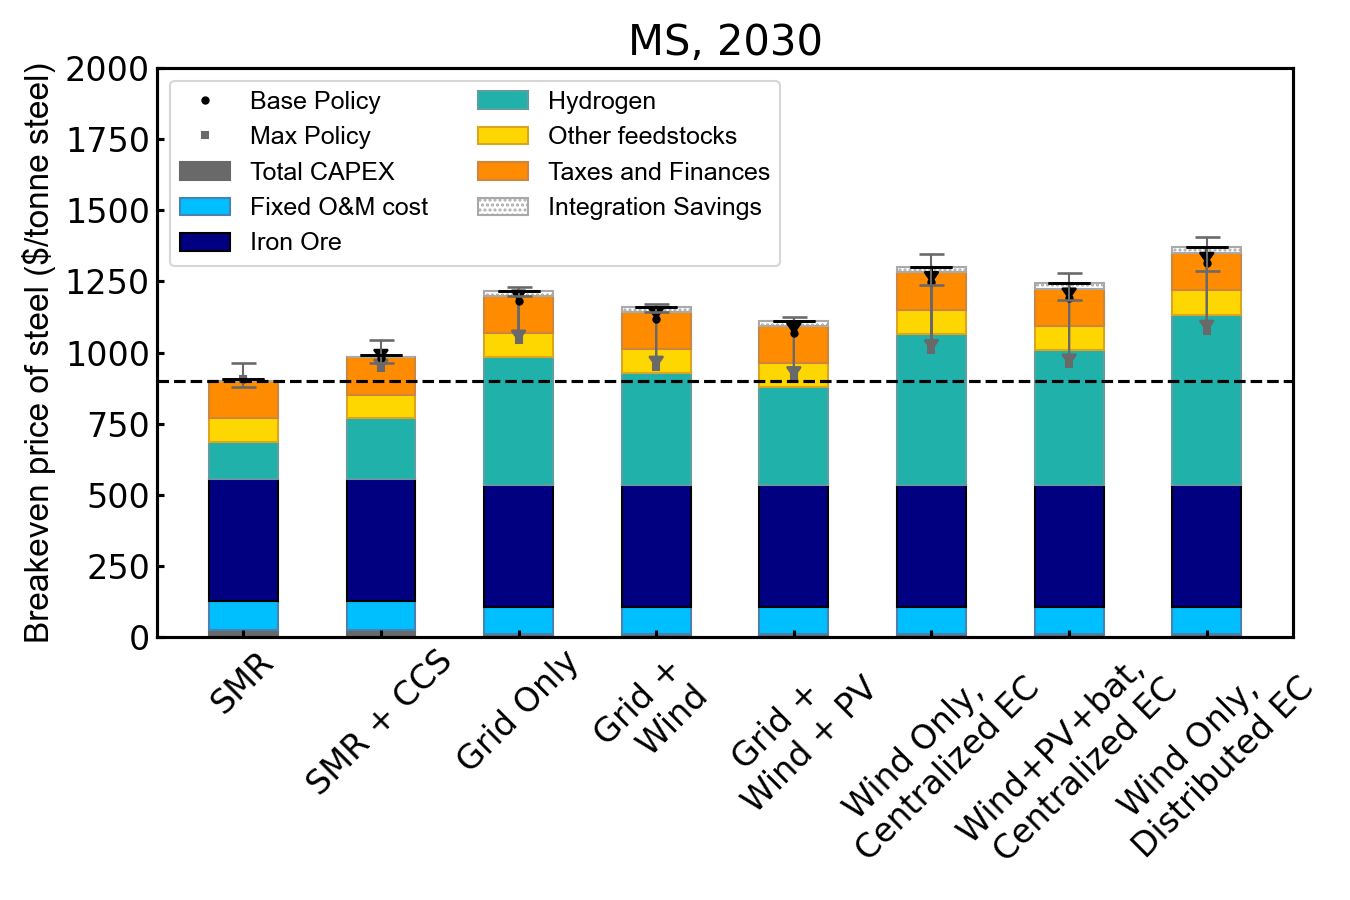 MS, 2030
Breakeven price of steel ($/tonne steel)
2000
1750
1500
1250
1000
750
500
250
0
Base Policy
Max Policy
Total CAPEX
Fixed O&M cost
Iron Ore
Hydrogen
Other feedstocks
Taxes and Finances
Integration Savings
SMR
SMR + CCS
Grid Only
Grid +
Wind
Grid +
Wind + PV
Wind Only,
Centralized EC
Wind+PV+bat,
Centralized EC
Wind Only,
Distributed EC